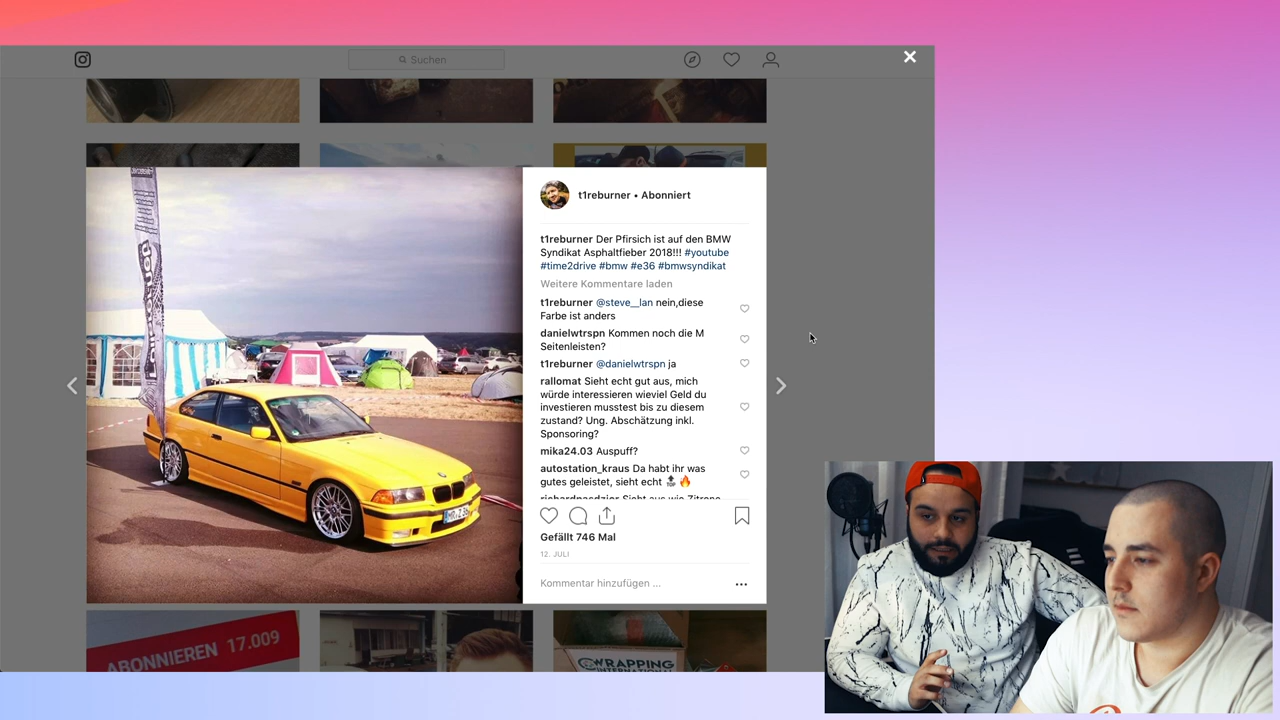 Suchen
t1reburner • Abonniert
t1reburner Der Pfirsich ist auf den BMW
Syndikat Asphaltfieber 2018!!! #youtube
#time2drive #bmw #e36 #bmwsyndikat
Weitere Kommentare laden
t1reburner @steve__lan nein,diese
Farbe ist anders
danielwtrspn Kommen noch die M
Seitenleisten?
t1reburner @danielwtrspn ja
rallomat Sieht echt gut aus, mich
würde interessieren wieviel Geld du
investieren musstest bis zu diesem
zustand? Ung. Abschätzung inkl.
Sponsoring?
mika24.03 Auspuff?
autostation_kraus Da habt ihr was
gutes geleistet, sieht echt 🔝 🔥
Gefällt 746 Mal
12. JULI
Kommentar hinzufügen ...
ABONNIEREN 17.009
WRAPPING
INTERNATIONAL